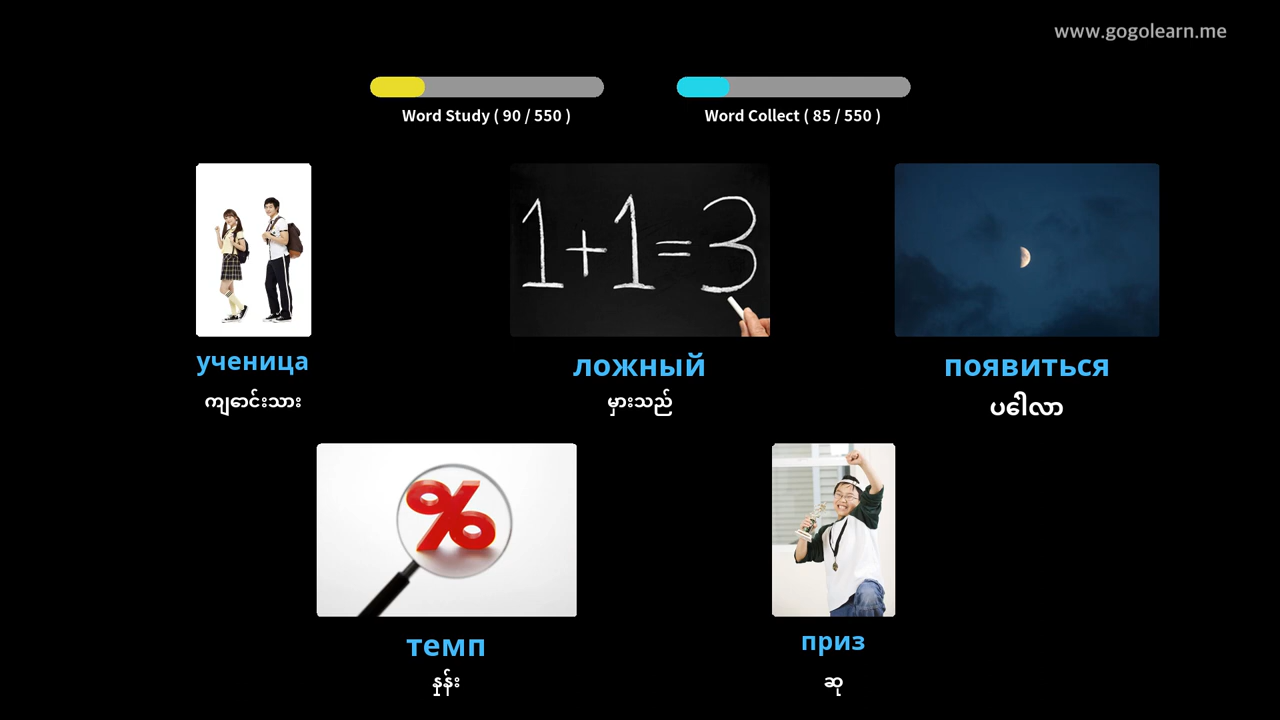 www.gogolearn.me
Word Study ( 90 / 550 )
Word Collect ( 85 / 550 )
1+1=3
ученица
ကျောင်းသား
ложный
မှားသည်
появиться
ပေါ်လာ
%
темп
နှုန်း
приз
ဆု